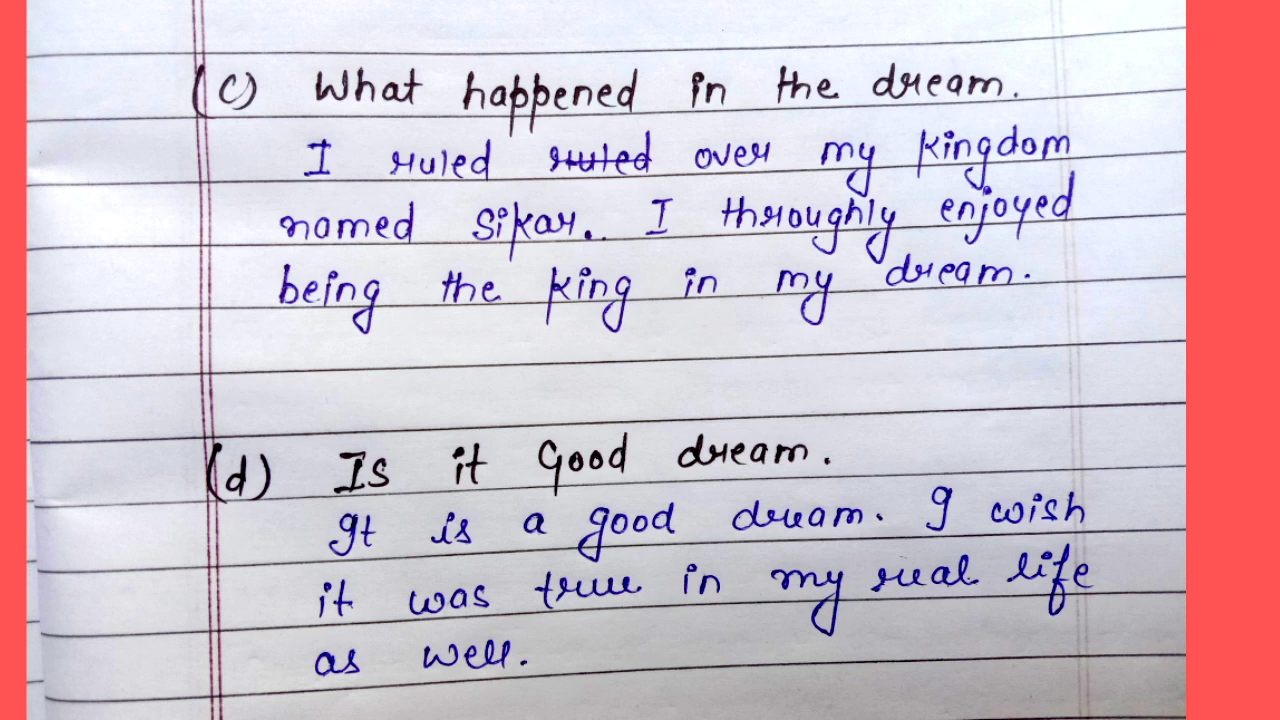 (c) What happened in the dream.
I ruled ruled over my kingdom
named Sikar. I throughly enjoyed
being the king in my dream.
(d) Is it Good dream.
It is a good dream. I wish
it was true in my real life
as well.